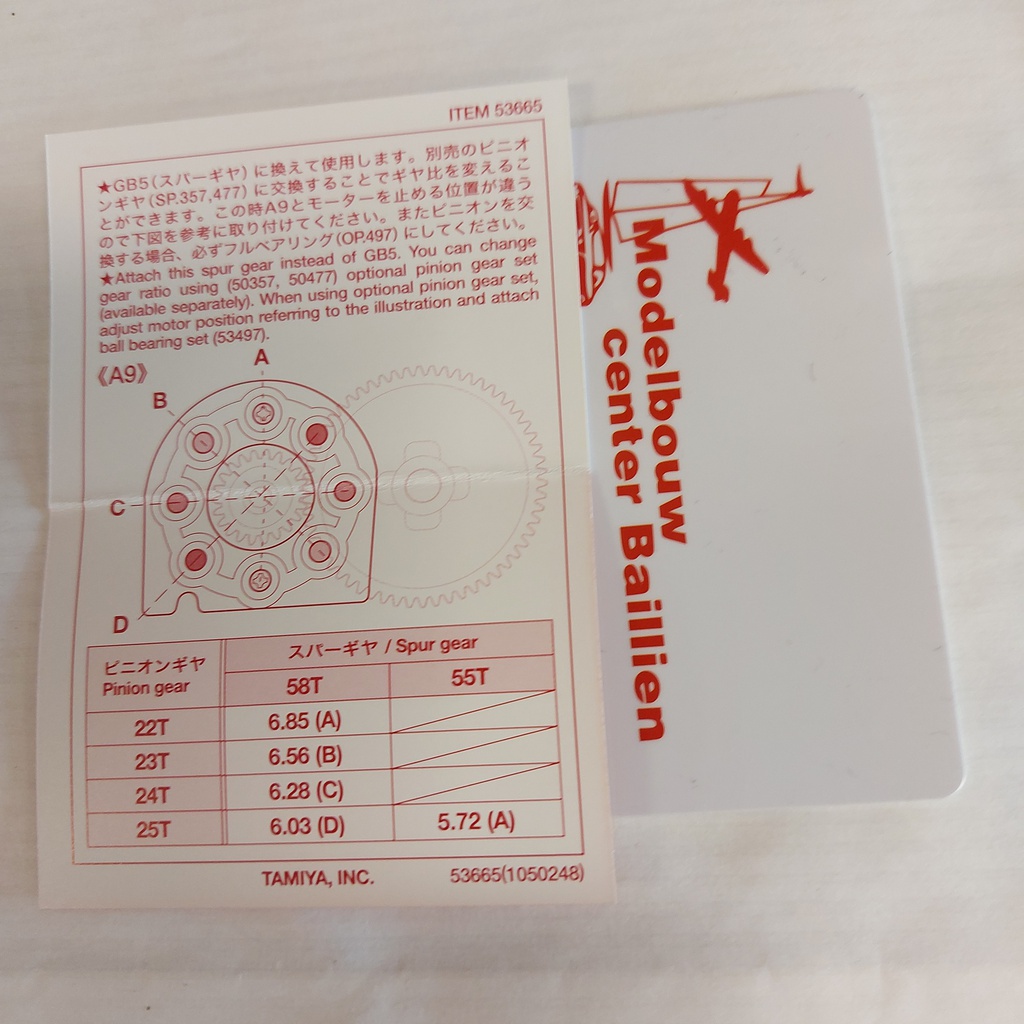 ITEM 53665
★GB5(スパーギヤ)に換えて使用します。別売のピニオ
ンギヤ(SP.357,477)に交換することでギヤ比を変えるこ
とができます。この時A9とモーターを止める位置が違う
ので下図を参考に取り付けてください。またピニオンを交
換する場合、必ずフルベアリング(OP.497)にしてください。
★Attach this spur gear instead of GB5. You can change
gear ratio using (50357, 50477) optional pinion gear set
(available separately). When using optional pinion gear set,
adjust motor position referring to the illustration and attach
ball bearing set (53497).
《A9》
A
B
C
D
ピニオンギヤ
Pinion gear
スパーギヤ / Spur gear
58T 55T
22T 6.85 (A)
23T 6.56 (B)
24T 6.28 (C)
25T 6.03 (D) 5.72 (A)
TAMIYA, INC. 53665(1050248)
Modelbouw
center Baillien